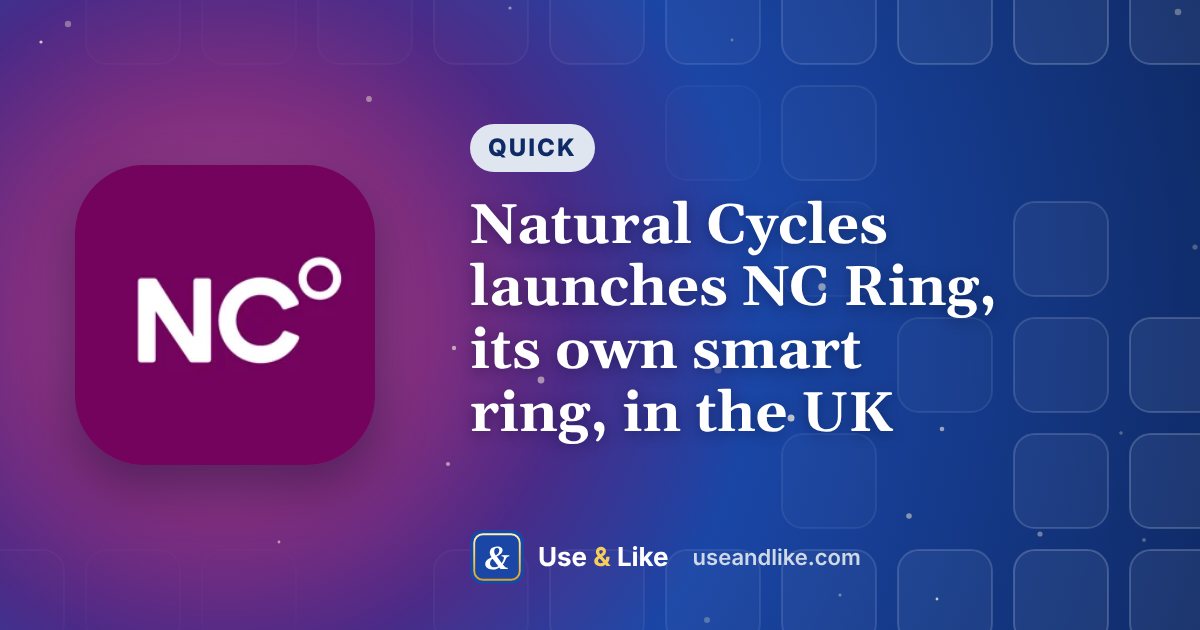 NC°
QUICK
Natural Cycles
launches NC Ring,
its own smart
ring, in the UK
& Use & Like useandlike.com